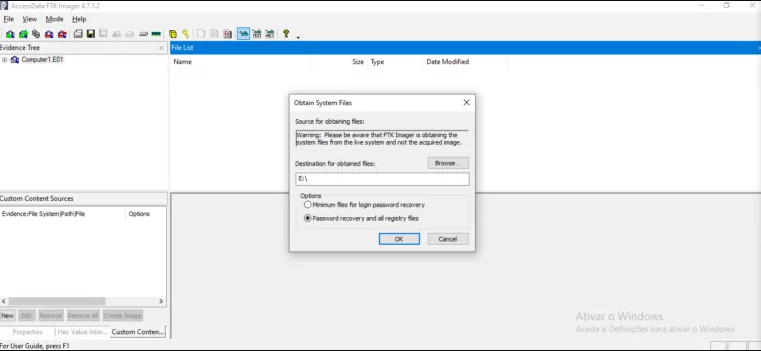 AccessData FTK Imager 4.7.1.2
File View Mode Help
Evidence Tree
Computer1.E01
File List
Name Size Type Date Modified
Obtain System Files
Source for obtaining files:
Warning: Please be aware that FTK Imager is obtaining the
system files from the live system and not the acquired image.
Destination for obtained files:
Browse...
E:\
Options
Minimum files for login password recovery
Password recovery and all registry files
OK Cancel
Custom Content Sources
Evidence:File System|Path|File Options
New Edit Remove Remove All Create Image
Properties Hex Value Inter... Custom Conten...
For User Guide, press F1
Ativar o Windows
Aceda a Definições para ativar o Windows.